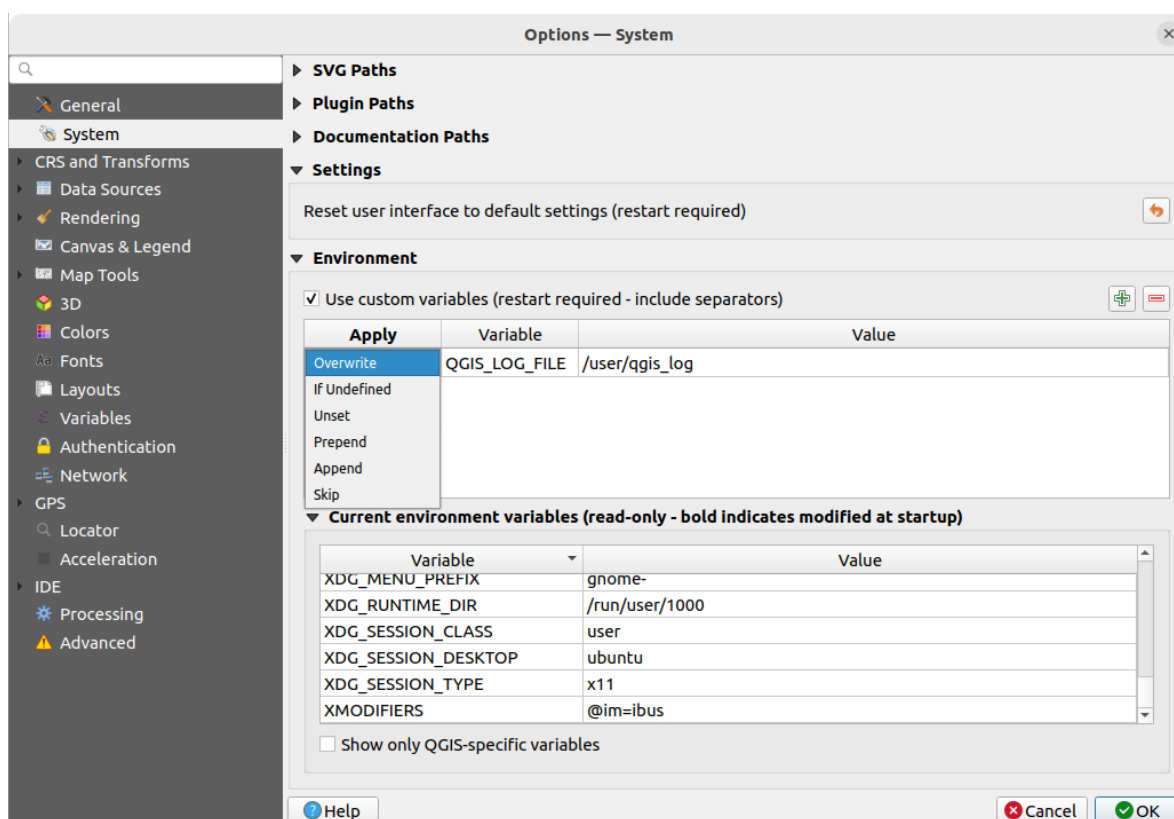 Options — System
General
System
CRS and Transforms
Data Sources
Rendering
Canvas & Legend
Map Tools
3D
Colors
Aa Fonts
Layouts
Variables
Authentication
Network
GPS
Locator
Acceleration
IDE
Processing
Advanced
SVG Paths
Plugin Paths
Documentation Paths
Settings
Reset user interface to default settings (restart required)
Environment
Use custom variables (restart required - include separators)
Apply Variable Value
Overwrite QGIS_LOG_FILE /user/qgis_log
If Undefined
Unset
Prepend
Append
Skip
Current environment variables (read-only - bold indicates modified at startup)
Variable Value
XDG_MENU_PREFIX gnome-
XDG_RUNTIME_DIR /run/user/1000
XDG_SESSION_CLASS user
XDG_SESSION_DESKTOP ubuntu
XDG_SESSION_TYPE x11
XMODIFIERS @im=ibus
Show only QGIS-specific variables
? Help Cancel OK